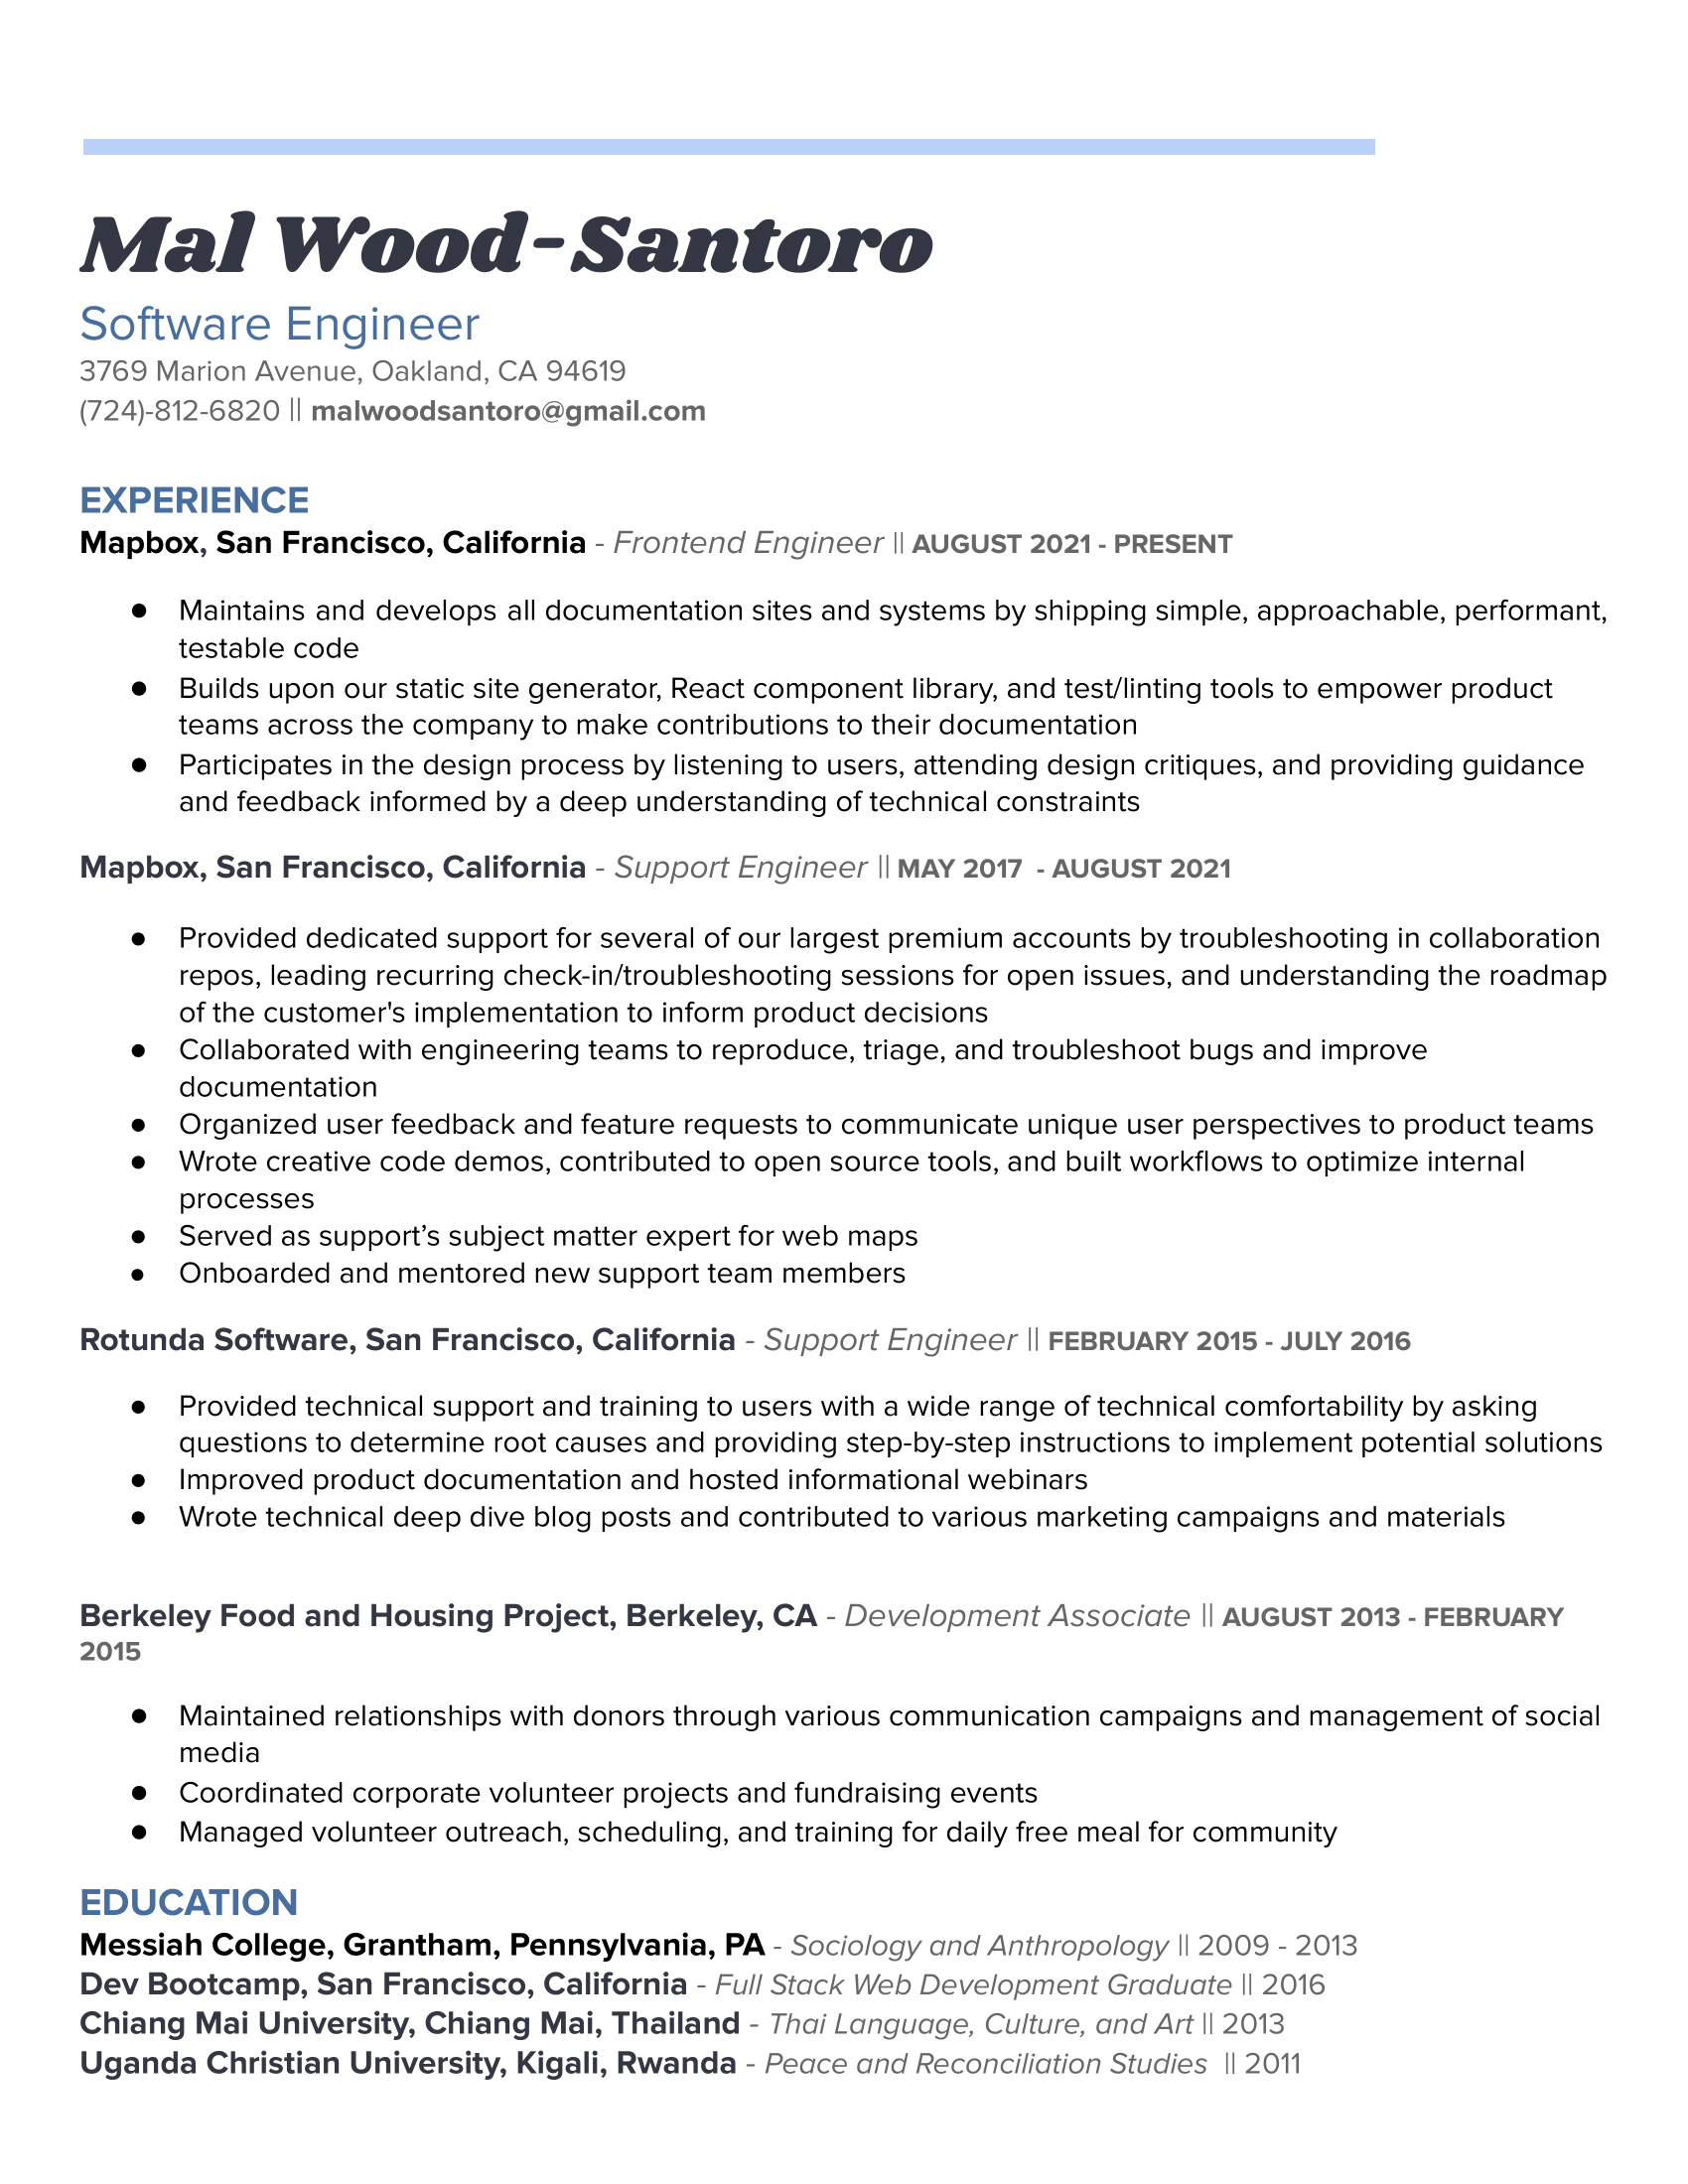 Mal Wood-Santoro
Software Engineer
3769 Marion Avenue, Oakland, CA 94619
(724)-812-6820 || malwoodsantoro@gmail.com
EXPERIENCE
Mapbox, San Francisco, California - Frontend Engineer || AUGUST 2021 - PRESENT
● Maintains and develops all documentation sites and systems by shipping simple, approachable, performant,
testable code
● Builds upon our static site generator, React component library, and test/linting tools to empower product
teams across the company to make contributions to their documentation
● Participates in the design process by listening to users, attending design critiques, and providing guidance
and feedback informed by a deep understanding of technical constraints
Mapbox, San Francisco, California - Support Engineer || MAY 2017 - AUGUST 2021
● Provided dedicated support for several of our largest premium accounts by troubleshooting in collaboration
repos, leading recurring check-in/troubleshooting sessions for open issues, and understanding the roadmap
of the customer's implementation to inform product decisions
● Collaborated with engineering teams to reproduce, triage, and troubleshoot bugs and improve
documentation
● Organized user feedback and feature requests to communicate unique user perspectives to product teams
● Wrote creative code demos, contributed to open source tools, and built workflows to optimize internal
processes
● Served as support’s subject matter expert for web maps
● Onboarded and mentored new support team members
Rotunda Software, San Francisco, California - Support Engineer || FEBRUARY 2015 - JULY 2016
● Provided technical support and training to users with a wide range of technical comfortability by asking
questions to determine root causes and providing step-by-step instructions to implement potential solutions
● Improved product documentation and hosted informational webinars
● Wrote technical deep dive blog posts and contributed to various marketing campaigns and materials
Berkeley Food and Housing Project, Berkeley, CA - Development Associate || AUGUST 2013 - FEBRUARY
2015
● Maintained relationships with donors through various communication campaigns and management of social
media
● Coordinated corporate volunteer projects and fundraising events
● Managed volunteer outreach, scheduling, and training for daily free meal for community
EDUCATION
Messiah College, Grantham, Pennsylvania, PA - Sociology and Anthropology || 2009 - 2013
Dev Bootcamp, San Francisco, California - Full Stack Web Development Graduate || 2016
Chiang Mai University, Chiang Mai, Thailand - Thai Language, Culture, and Art || 2013
Uganda Christian University, Kigali, Rwanda - Peace and Reconciliation Studies || 2011